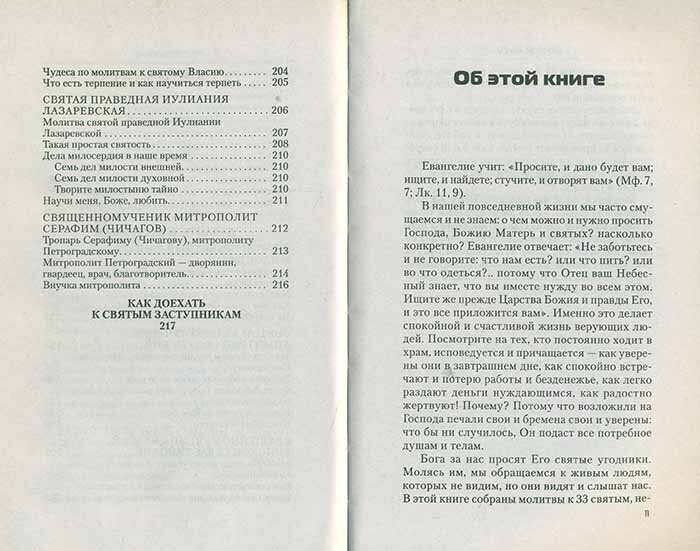 Чудеса по молитвам к святому Власию......... 204
Что есть терпение и как научиться терпеть.... 205
СВЯТАЯ ПРАВЕДНАЯ ИУЛИАНИЯ
ЛАЗАРЕВСКАЯ............................ 206
Молитва святой праведной Иулиании
Лазаревской............................. 207
Такая простая святость..................... 208
Дела милосердия в наше время............... 210
Семь дел милости внешней................. 210
Семь дел милости духовной................ 210
Творите милостыню тайно................. 210
Научи меня, Боже, любить................... 211
СВЯЩЕННОМУЧЕНИК МИТРОПОЛИТ
СЕРАФИМ (ЧИЧАГОВ)..................... 212
Тропарь Серафиму (Чичагову), митрополиту
Петроградскому.......................... 213
Митрополит Петроградский — дворянин,
гвардеец, врач, благотворитель................ 214
Внучка митрополита....................... 216
КАК ДОЕХАТЬ
К СВЯТЫМ ЗАСТУПНИКАМ
217
Об этой книге
Евангелие учит: «Просите, и дано будет вам;
ищите, и найдете; стучите, и отворят вам» (Мф. 7,
7; Лк. 11, 9).
В нашей повседневной жизни мы часто сму-
щаемся и не знаем: о чем можно и нужно просить
Господа, Божию Матерь и святых? насколько
конкретно? Евангелие отвечает: «Не заботьтесь
и не говорите: что нам есть? или что пить? или
во что одеться?.. потому что Отец ваш Небес-
ный знает, что вы имеете нужду во всем этом.
Ищите же прежде Царства Божия и правды Его,
и это все приложится вам». Именно это делает
спокойной и счастливой жизнь верующих лю-
дей. Посмотрите на тех, кто постоянно ходит в
храм, исповедуется и причащается — как увере-
ны они в завтрашнем дне, как спокойно встре-
чают и потерю работы и безденежье, как легко
раздают деньги нуждающимся, как радостно
жертвуют! Почему? Потому что возложили на
Господа печали свои и бремена свои и уверены:
что бы ни случилось, Он подаст все потребное
душам и телам.
Бога за нас просят Его святые угодники.
Молясь им, мы обращаемся к живым людям,
которых не видим, но они видят и слышат нас.
В этой книге собраны молитвы к 33 святым, не-
11